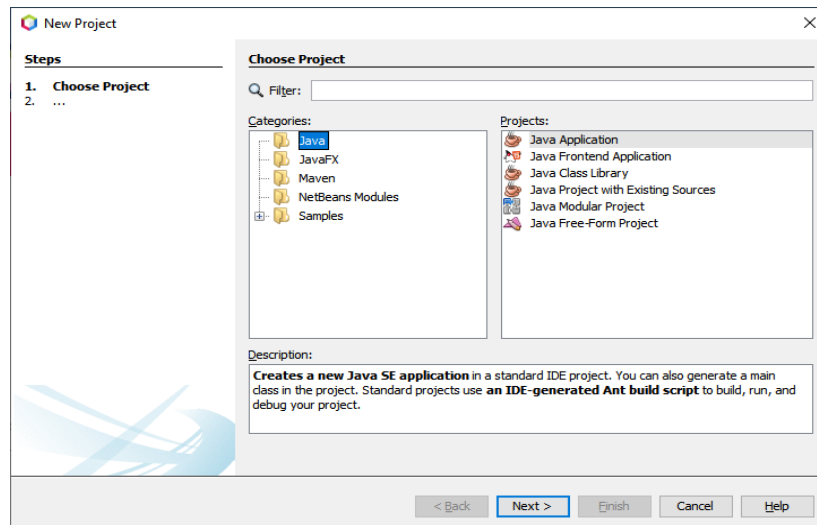 New Project
Steps
1. Choose Project
2. ...
Choose Project
Filter:
Categories:
Java
JavaFX
Maven
NetBeans Modules
Samples
Projects:
Java Application
Java Frontend Application
Java Class Library
Java Project with Existing Sources
Java Modular Project
Java Free-Form Project
Description:
Creates a new Java SE application in a standard IDE project. You can also generate a main
class in the project. Standard projects use an IDE-generated Ant build script to build, run, and
debug your project.
< Back Next > Finish Cancel Help